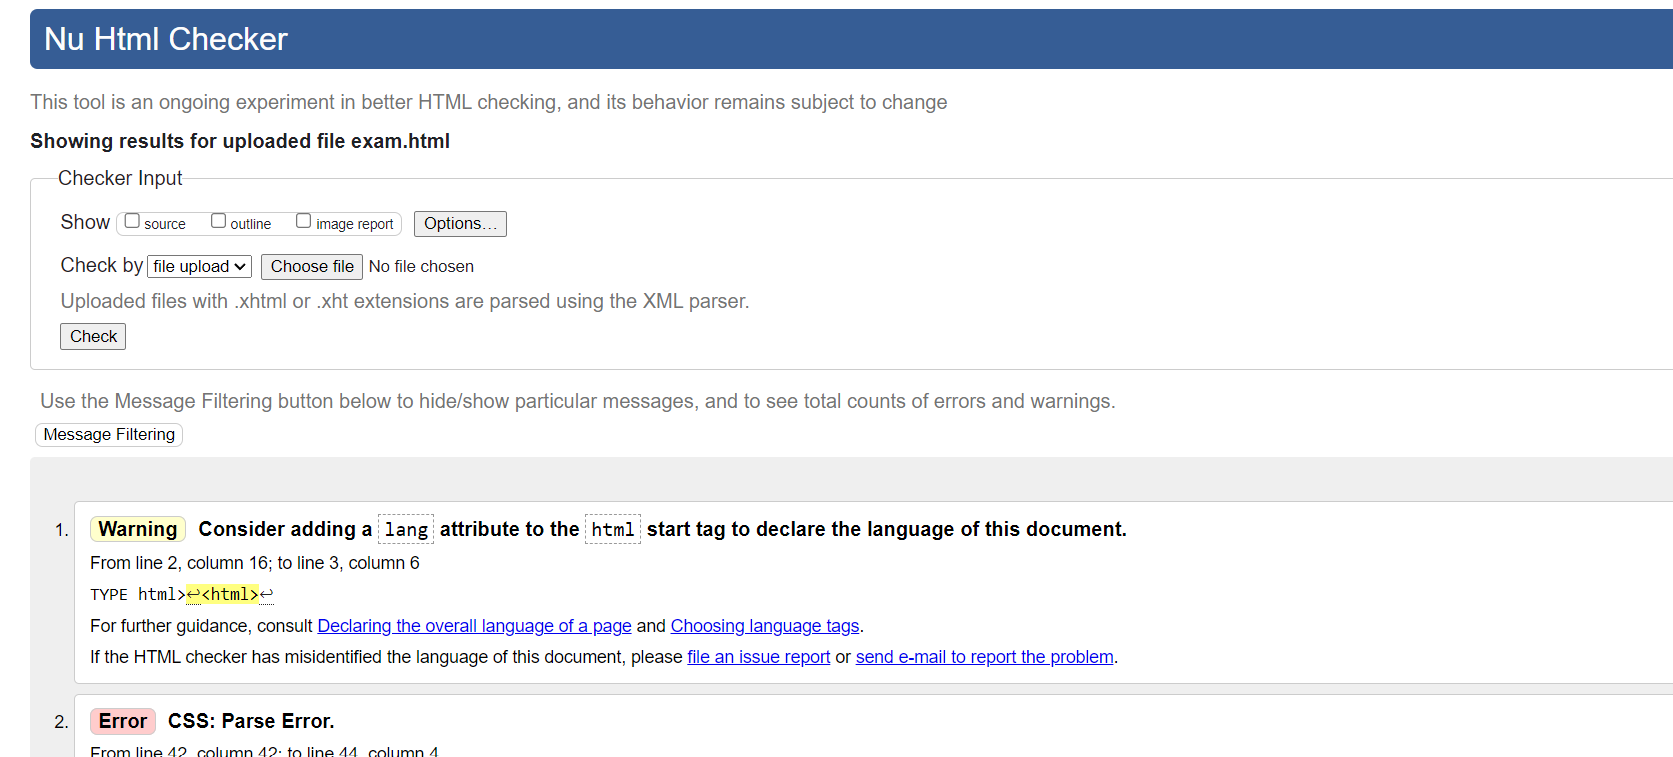 Nu Html Checker
This tool is an ongoing experiment in better HTML checking, and its behavior remains subject to change
Showing results for uploaded file exam.html
Checker Input
Show source outline image report Options...
Check by file upload Choose file No file chosen
Uploaded files with .xhtml or .xht extensions are parsed using the XML parser.
Check
Use the Message Filtering button below to hide/show particular messages, and to see total counts of errors and warnings.
Message Filtering
1. Warning Consider adding a lang attribute to the html start tag to declare the language of this document.
From line 2, column 16; to line 3, column 6
TYPE html>↩<html>↩
For further guidance, consult Declaring the overall language of a page and Choosing language tags.
If the HTML checker has misidentified the language of this document, please file an issue report or send e-mail to report the problem.
2. Error CSS: Parse Error.
From line 42, column 42; to line 44, column 4